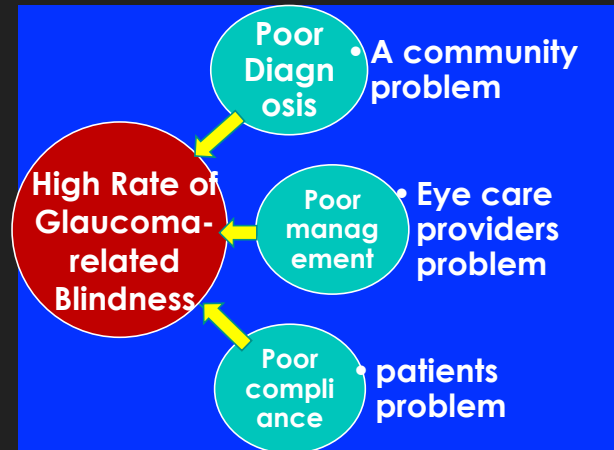 Poor
Diagn
osis
• A community
problem
High Rate of
Glaucoma-
related
Blindness
Poor
manag
ement
• Eye care
providers
problem
Poor
compli
ance
• patients
problem